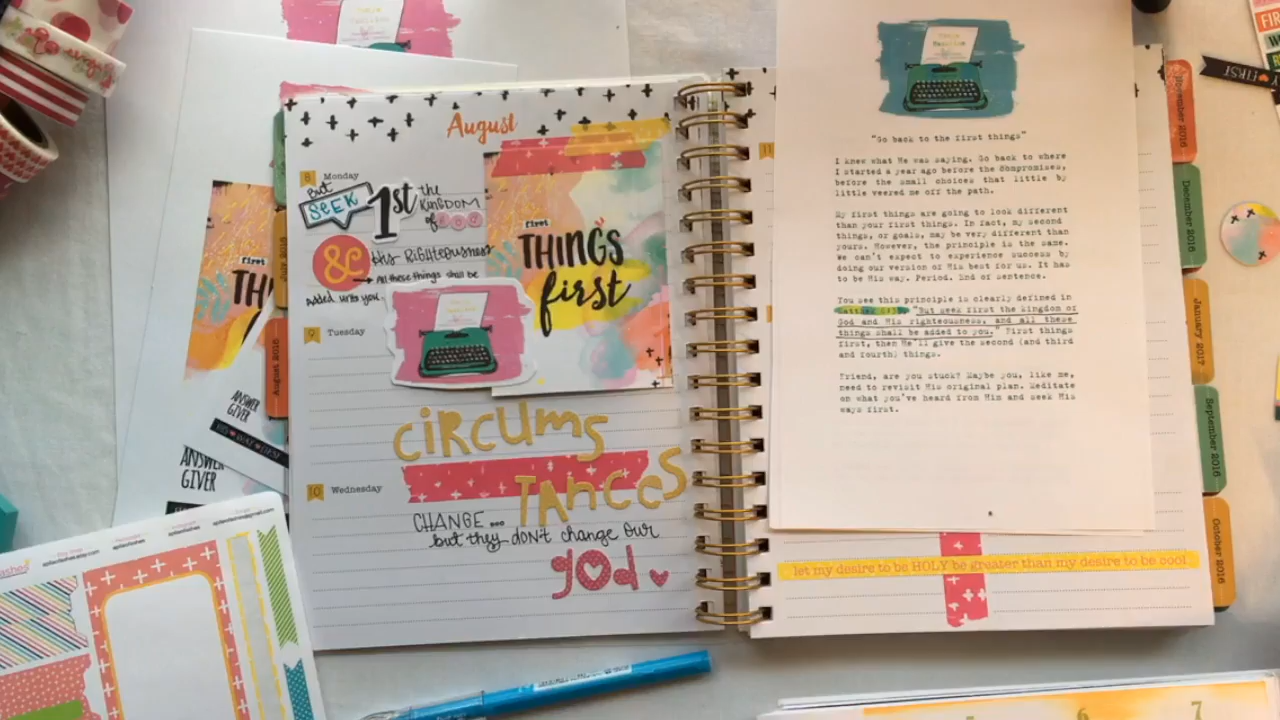 August
8 Monday
But
SEEK 1st the
KINGDOM
of GOD
& His Righteousness
All these things shall be
Added unto you.
first
THINGS
first
9 Tuesday
CIRCUMS
TANCES
10 Wednesday
CHANGE...
but they don't change our
god
first
TH
August 2016
ANSWER
GIVER
ANSWER
GIVER
"Go back to the first things"
I knew what He was saying. Go back to where
I started a year ago before the compromises,
before the small choices that little by
little veered me off the path.
My first things are going to look different
than your first things. In fact, my second
things, or goals, may be very different than
yours. However, the principle is the same.
We can't expect to experience success by
doing our version of His best for us. It has
to be His way. Period. End of sentence.
You see this principle is clearly defined in
"But seek first the kingdom of
God and His righteousness, and all these
things shall be added to you." First things
first, then He'll give the second (and third
and fourth) things.
Friend, are you stuck? Maybe you, like me,
need to revisit His original plan. Meditate
on what you've heard from Him and seek His
ways first.
let my desire to be HOLY be greater than my desire to be cool
11
November 2016
December 2016
January 2017
September 2016
October 2016
FIRST
6
7